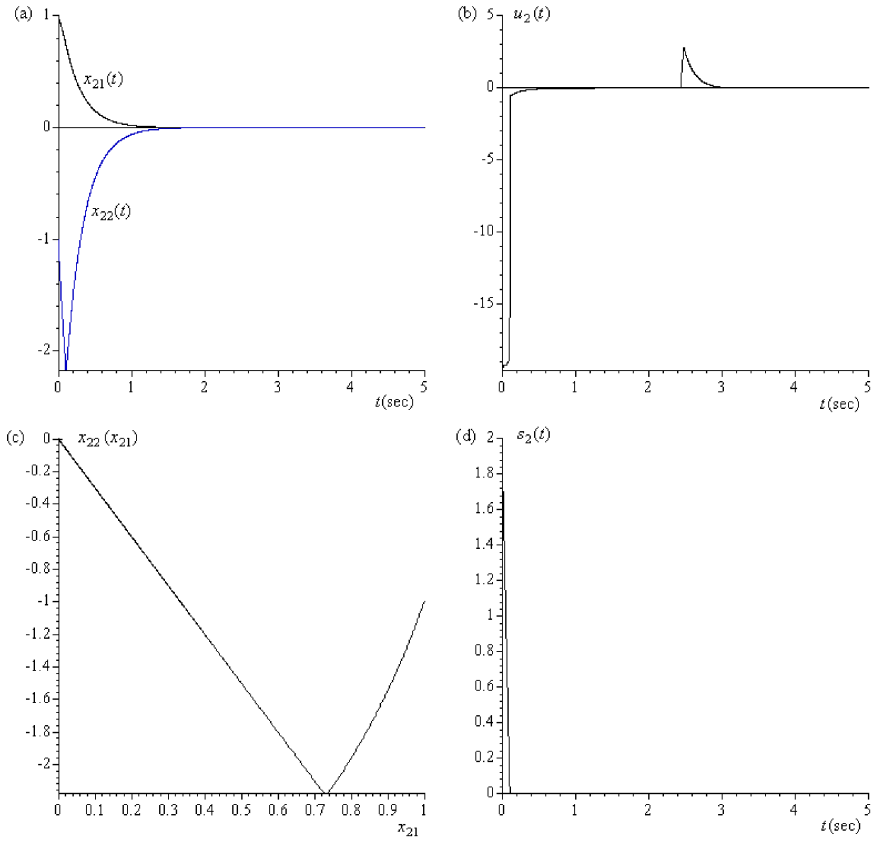 (a)
1
0
-1
-2
x21(t)
x22(t)
0 1 2 3 4 5
t(sec)
(b)
u2(t)
5
0
-5
-10
-15
0 1 2 3 4 5
t(sec)
(c)
x22 (x21)
0
-0.2
-0.4
-0.6
-0.8
-1
-1.2
-1.4
-1.6
-1.8
-2
0 0.1 0.2 0.3 0.4 0.5 0.6 0.7 0.8 0.9 1
x21
(d)
s2(t)
2
1.8
1.6
1.4
1.2
1
0.8
0.6
0.4
0.2
0
0 1 2 3 4 5
t(sec)